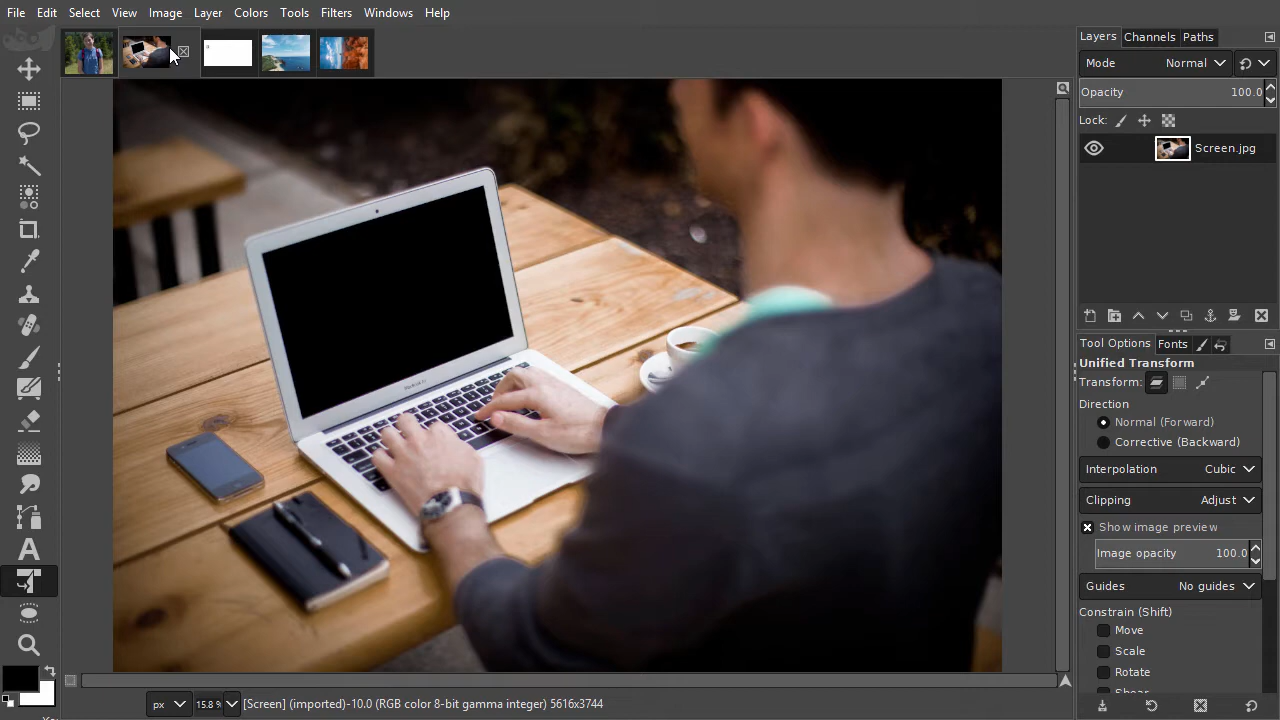 File Edit Select View Image Layer Colors Tools Filters Windows Help
Layers Channels Paths
Mode Normal
Opacity 100.0
Lock:
Screen.jpg
Tool Options Fonts
Unified Transform
Transform:
Direction
Normal (Forward)
Corrective (Backward)
Interpolation Cubic
Clipping Adjust
Show image preview
Image opacity 100.0
Guides No guides
Constrain (Shift)
Move
Scale
Rotate
Shear
px 15.8 % [Screen] (imported)-10.0 (RGB color 8-bit gamma integer) 5616x3744